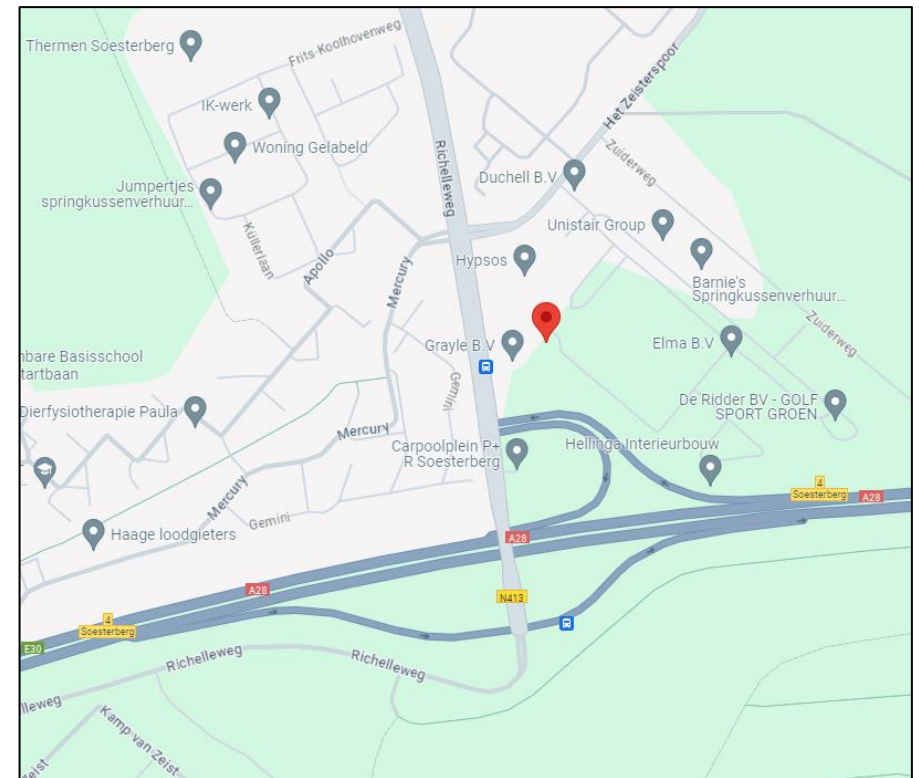 Thermen Soesterberg
Frits-Koolhovenweg
IK-werk
Woning Gelabeld
Jumpertjes
springkussenverhuur...
Küllerlaan
Apollo
Mercury
Richelleweg
Het Zeisterspoor
Zuiderweg
Duchell B.V
Unistair Group
Hypsos
Barnie's
Springkussenverhuur...
Zuiderweg
Grayle B.V
Elma B.V
nbare Basisschool
tartbaan
Gemini
Dierfysiotherapie Paula
De Ridder BV - GOLF
SPORT GROEN
Mercury
Carpoolplein P+
R Soesterberg
Hellinga Interieurbouw
...
Mercury
Gemini
Haage loodgieters
4
Soesterberg
A28
A28
A28
N413
4
Soesterberg
E30
Richelleweg
Richelleweg
lleweg
Kamp van Zeist
eist